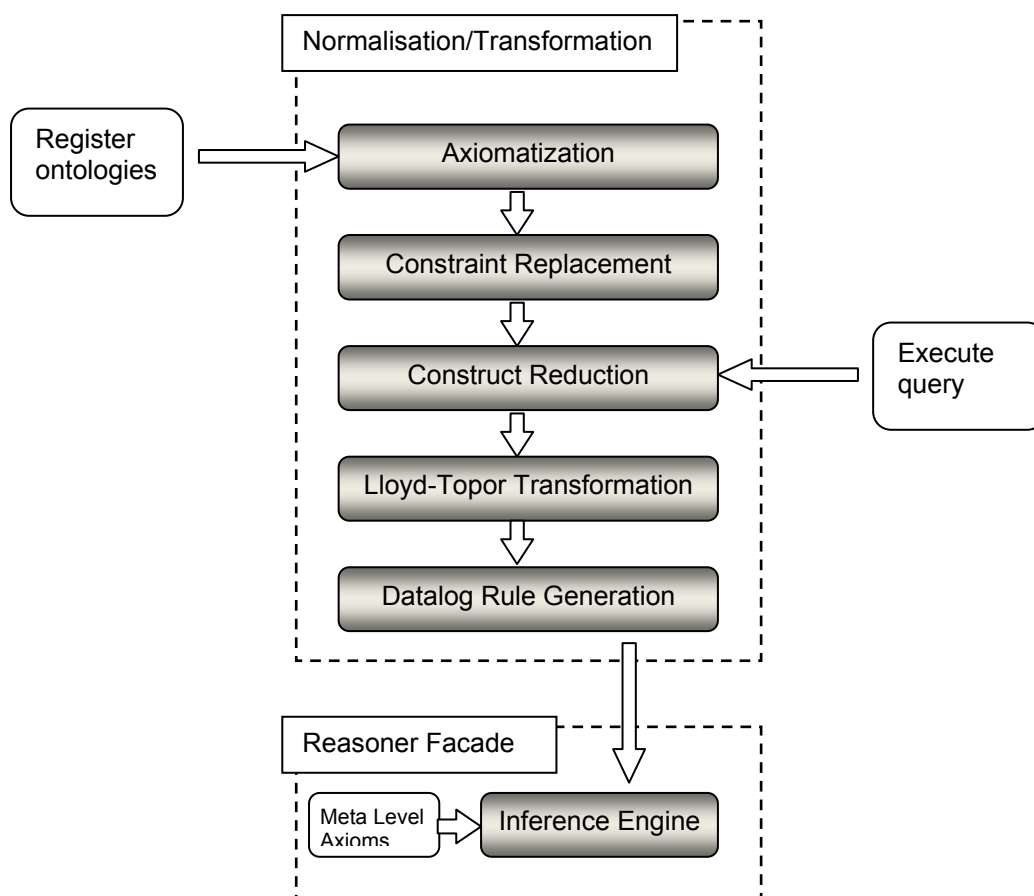 Normalisation/Transformation
Register
ontologies
Axiomatization
Constraint Replacement
Construct Reduction
Execute
query
Lloyd-Topor Transformation
Datalog Rule Generation
Reasoner Facade
Meta Level
Axioms
Inference Engine